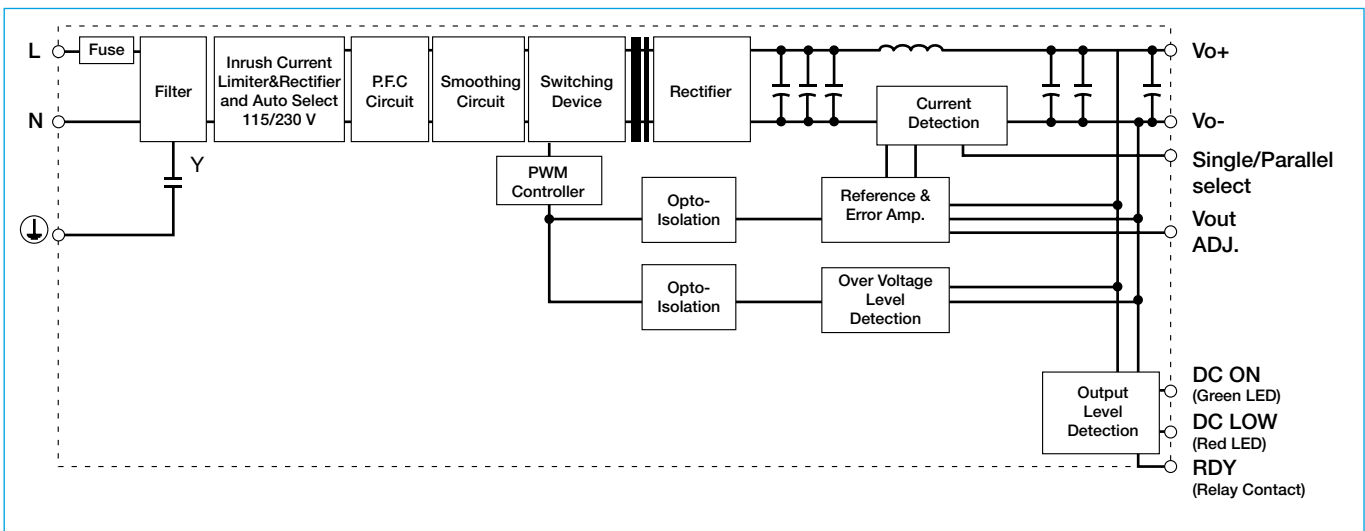 L
Fuse
N
Filter
Y
Inrush Current
Limiter&Rectifier
and Auto Select
115/230 V
P.F.C
Circuit
Smoothing
Circuit
Switching
Device
Rectifier
Current
Detection
PWM
Controller
Opto-
Isolation
Reference &
Error Amp.
Opto-
Isolation
Over Voltage
Level
Detection
Output
Level
Detection
Vo+
Vo-
Single/Parallel
select
Vout
ADJ.
DC ON
(Green LED)
DC LOW
(Red LED)
RDY
(Relay Contact)